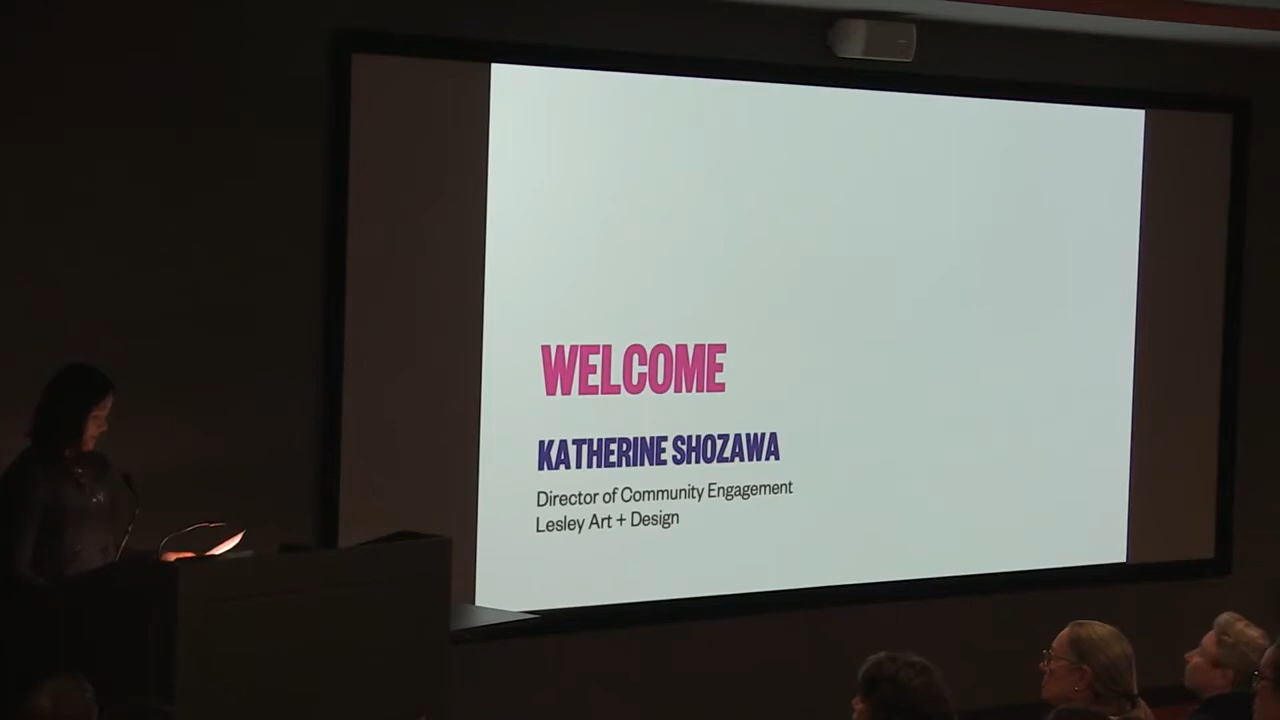 WELCOME
KATHERINE SHOZAWA
Director of Community Engagement
Lesley Art + Design